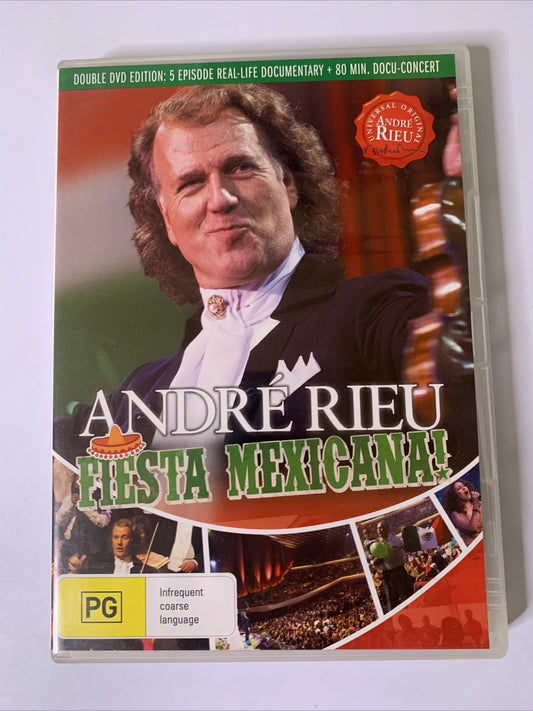 DOUBLE DVD EDITION: 5 EPISODE REAL-LIFE DOCUMENTARY + 80 MIN. DOCU-CONCERT
UNIVERSAL ORIGINAL
ANDRÉ
RIEU
ANDRÉ RIEU
FIESTA MEXICANA!
PG
Infrequent
coarse
language